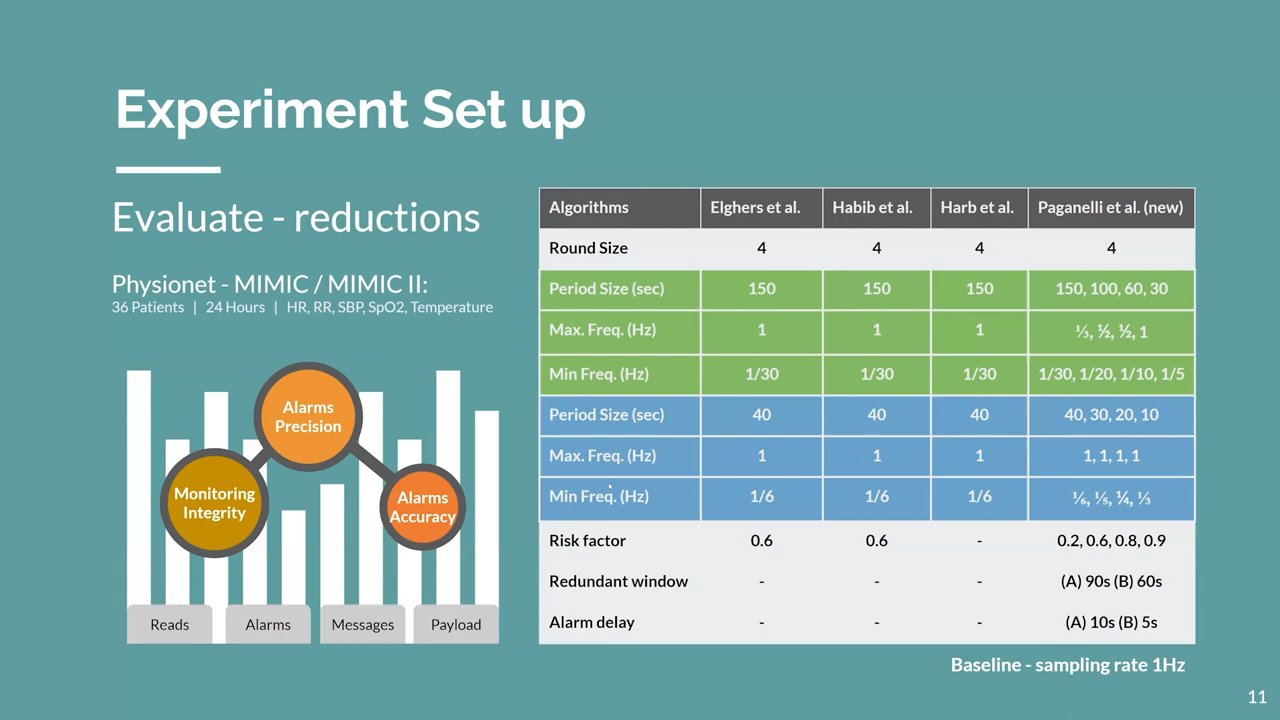 Experiment Set up
Evaluate - reductions
Physionet - MIMIC / MIMIC II:
36 Patients | 24 Hours | HR, RR, SBP, SpO2, Temperature
Alarms
Precision
Monitoring
Integrity
Alarms
Accuracy
Reads Alarms Messages Payload
Algorithms Elghers et al. Habib et al. Harb et al. Paganelli et al. (new)
Round Size 4 4 4 4
Period Size (sec) 150 150 150 150, 100, 60, 30
Max. Freq. (Hz) 1 1 1 ⅓, ½, ½, 1
Min Freq. (Hz) 1/30 1/30 1/30 1/30, 1/20, 1/10, 1/5
Period Size (sec) 40 40 40 40, 30, 20, 10
Max. Freq. (Hz) 1 1 1 1, 1, 1, 1
Min Freq. (Hz) 1/6 1/6 1/6 ⅙, ⅕, ¼, ⅓
Risk factor 0.6 0.6 - 0.2, 0.6, 0.8, 0.9
Redundant window - - - (A) 90s (B) 60s
Alarm delay - - - (A) 10s (B) 5s
Baseline - sampling rate 1Hz
11